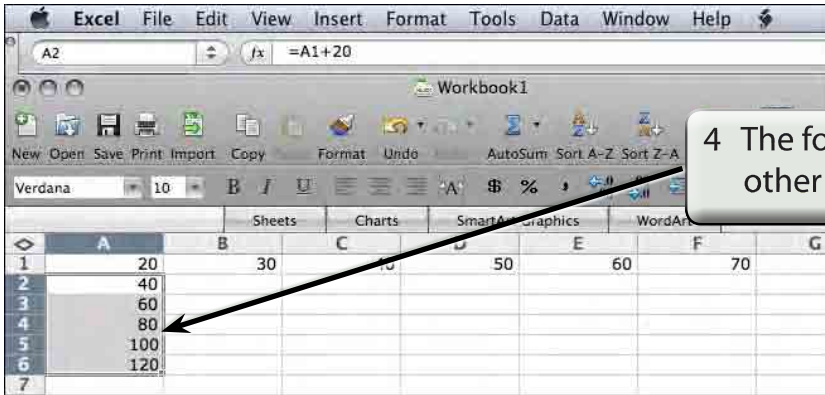 Excel File Edit View Insert Format Tools Data Window Help
A2 fx =A1+20
Workbook1
New Open Save Print Import Copy Format Undo AutoSum Sort A-Z Sort Z-A
4 The fo
other
Verdana 10 B I U A $ % ,
Sheets Charts SmartArt Graphics WordArt
A B C D E F G
1 20 30 40 50 60 70
2 40
3 60
4 80
5 100
6 120
7